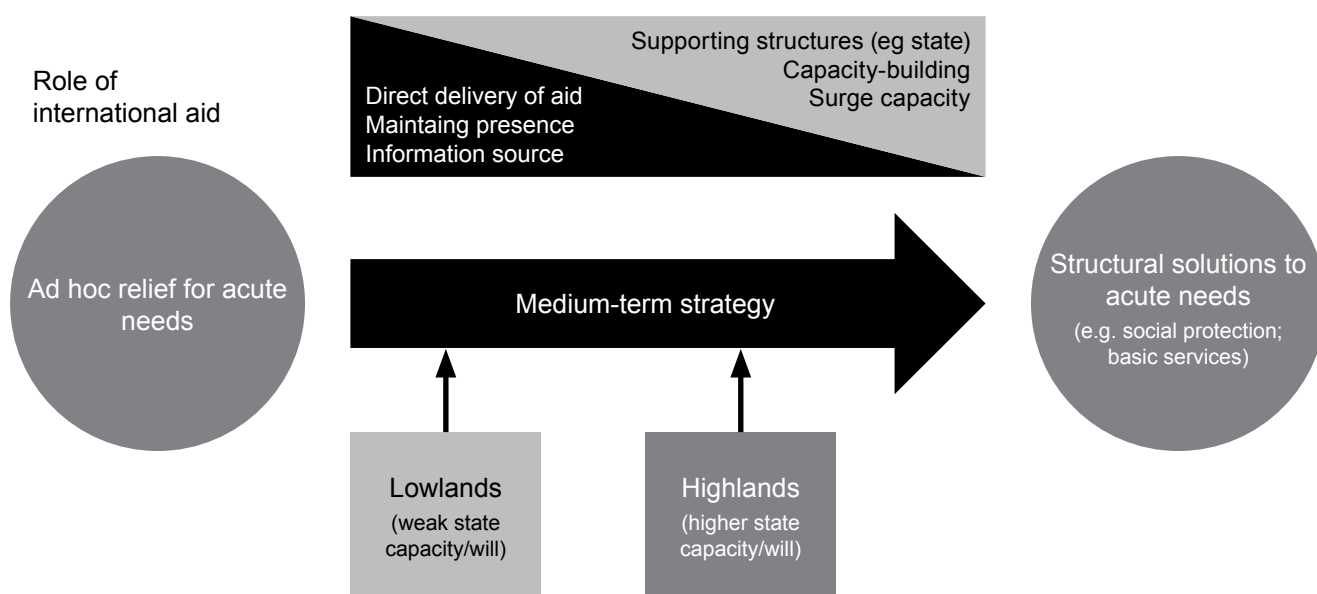 Role of
international aid
Supporting structures (eg state)
Capacity-building
Surge capacity
Direct delivery of aid
Maintaing presence
Information source
Ad hoc relief for acute
needs
Medium-term strategy
Structural solutions to
acute needs
(e.g. social protection;
basic services)
Lowlands
(weak state
capacity/will)
Highlands
(higher state
capacity/will)